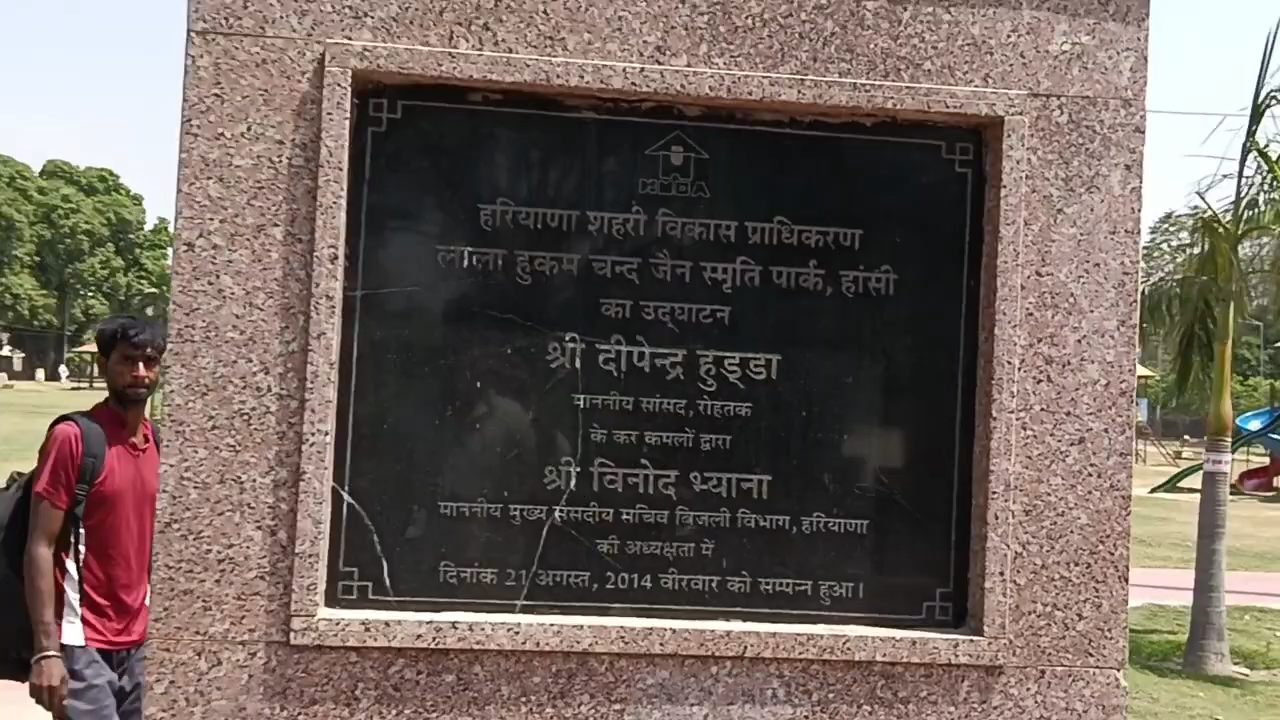 HUDA
हरियाणा शहरी विकास प्राधिकरण
लाला हुकम चन्द जैन स्मृति पार्क, हांसी
का उद्घाटन
श्री दीपेन्द्र हुड्डा
माननीय सांसद, रोहतक
के कर कमलों द्वारा
श्री विनोद भ्याना
माननीय मुख्य संसदीय सचिव बिजली विभाग, हरियाणा
की अध्यक्षता में
दिनांक 21 अगस्त, 2014 वीरवार को सम्पन्न हुआ।